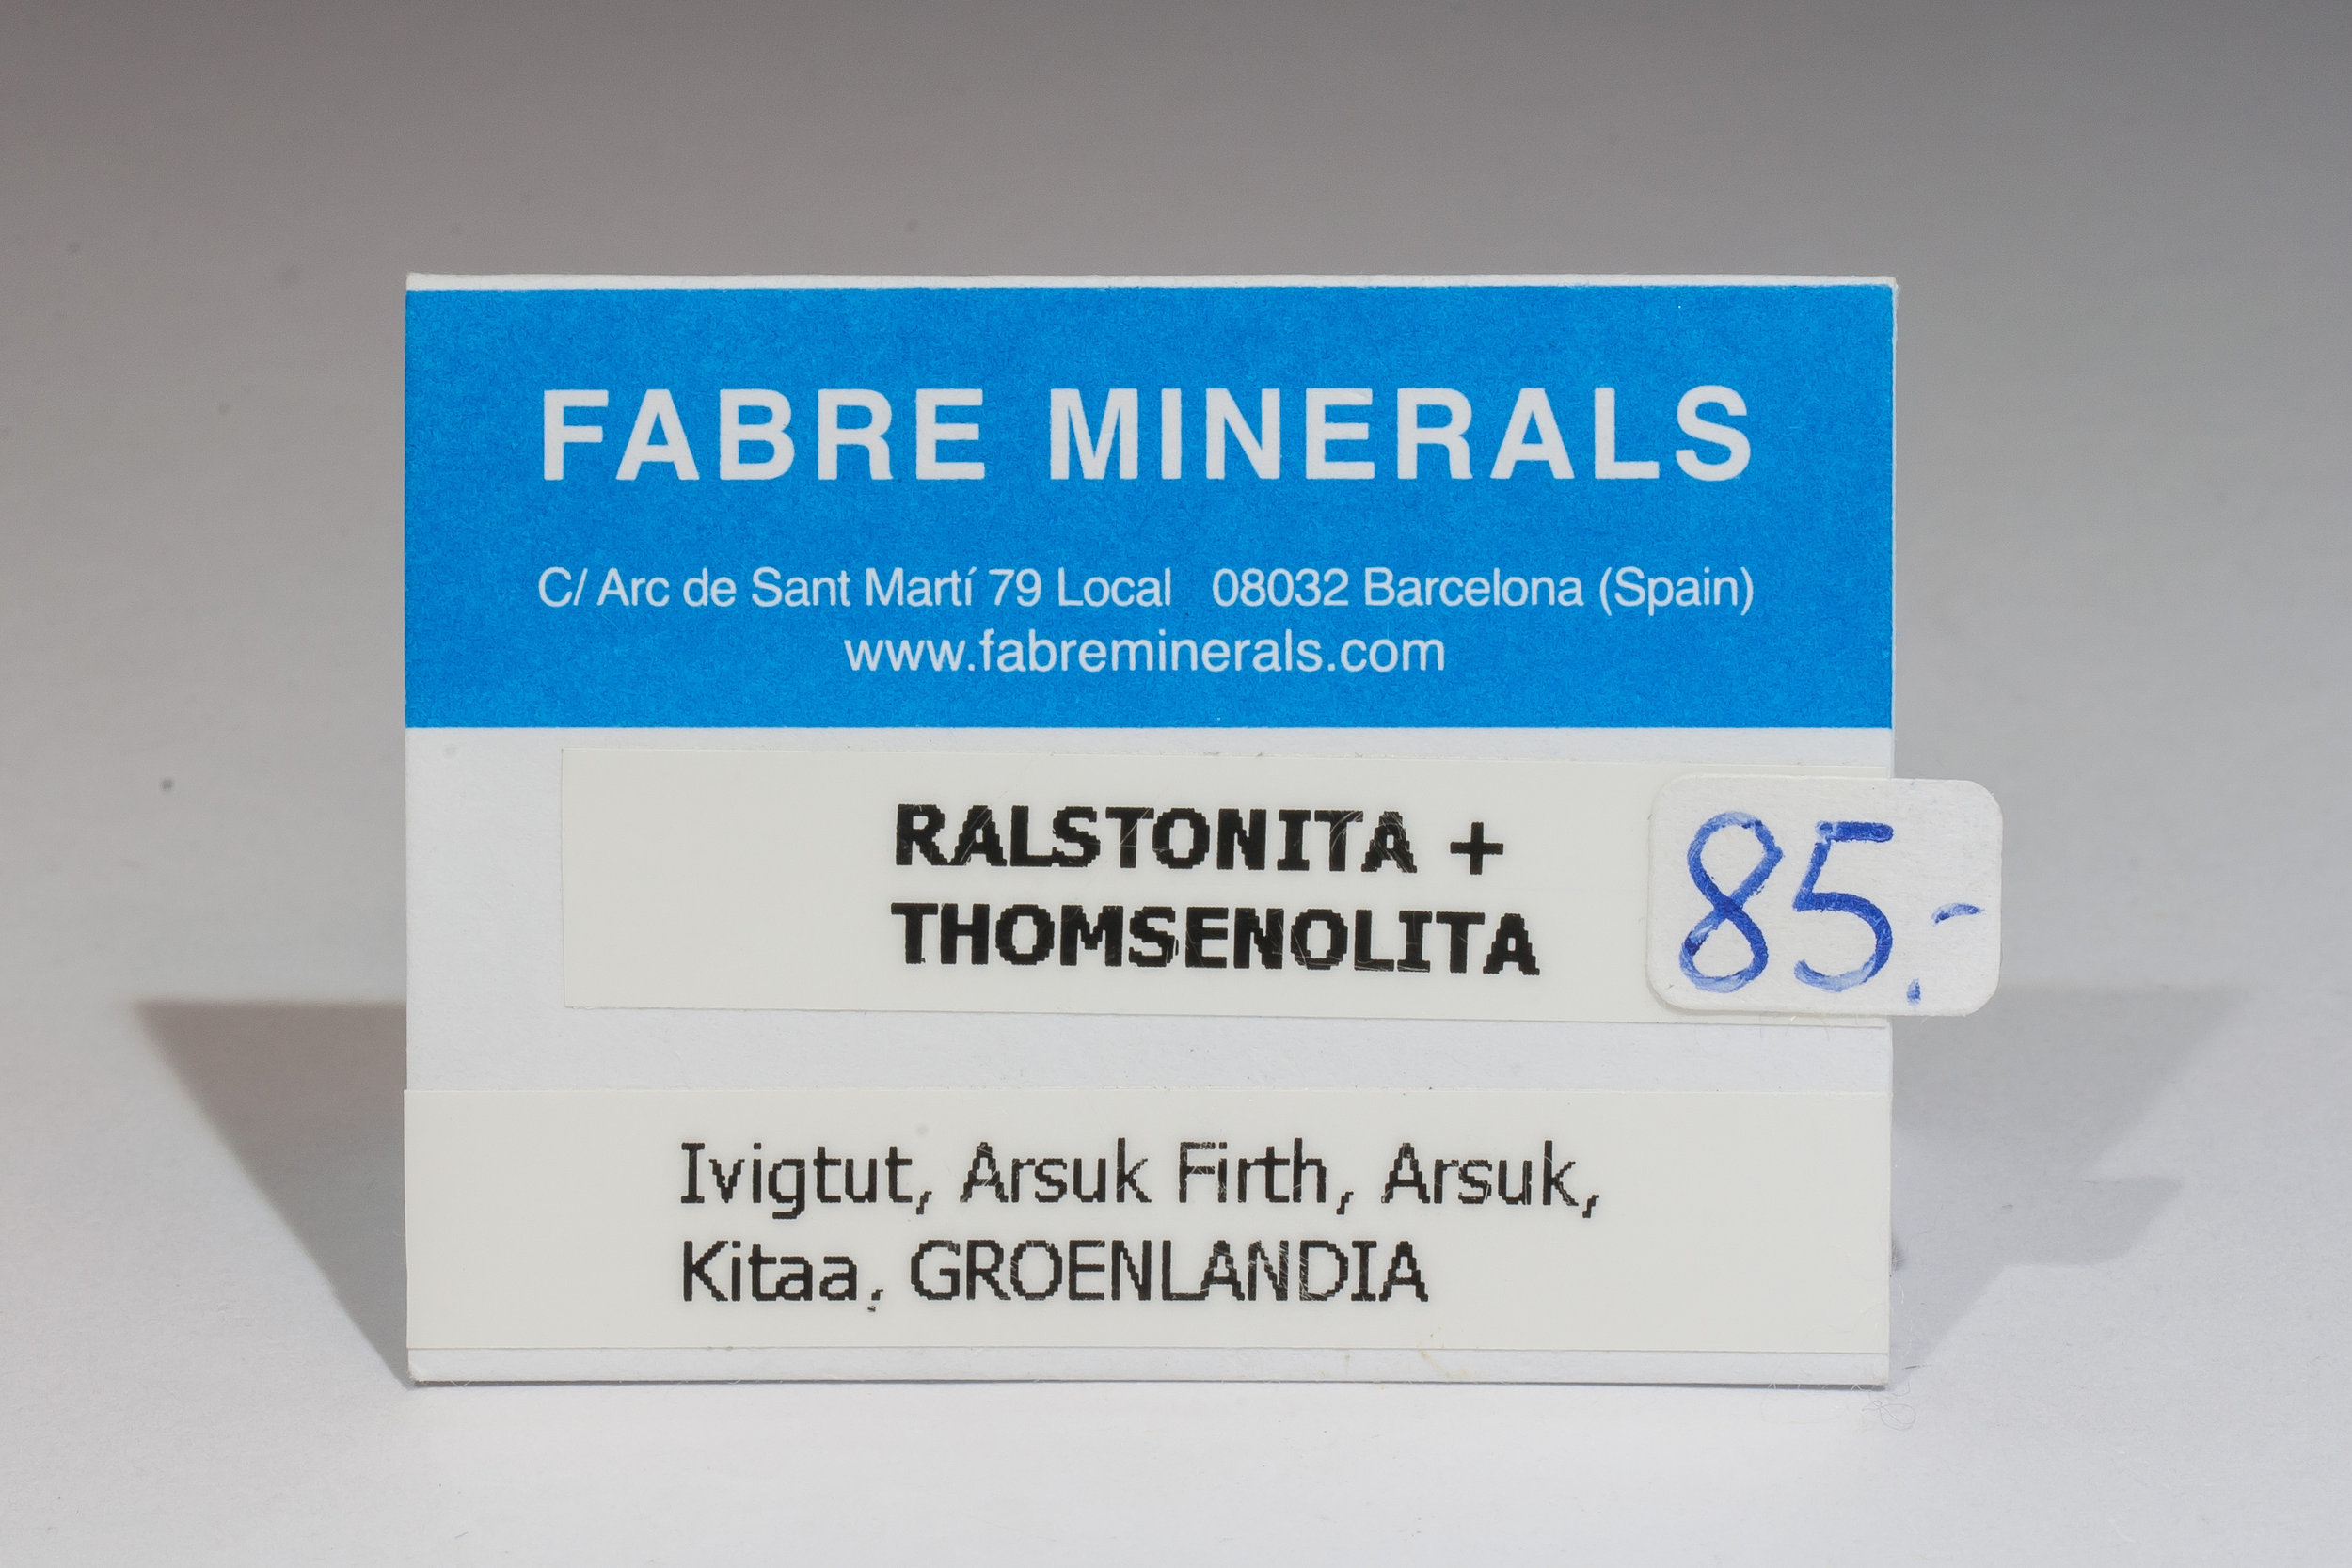 FABRE MINERALS
C/ Arc de Sant Martí 79 Local 08032 Barcelona (Spain)
www.fabreminerals.com
RALSTONITA +
THOMSENOLITA
85.-
Ivigtut, Arsuk Firth, Arsuk,
Kitaa, GROENLANDIA